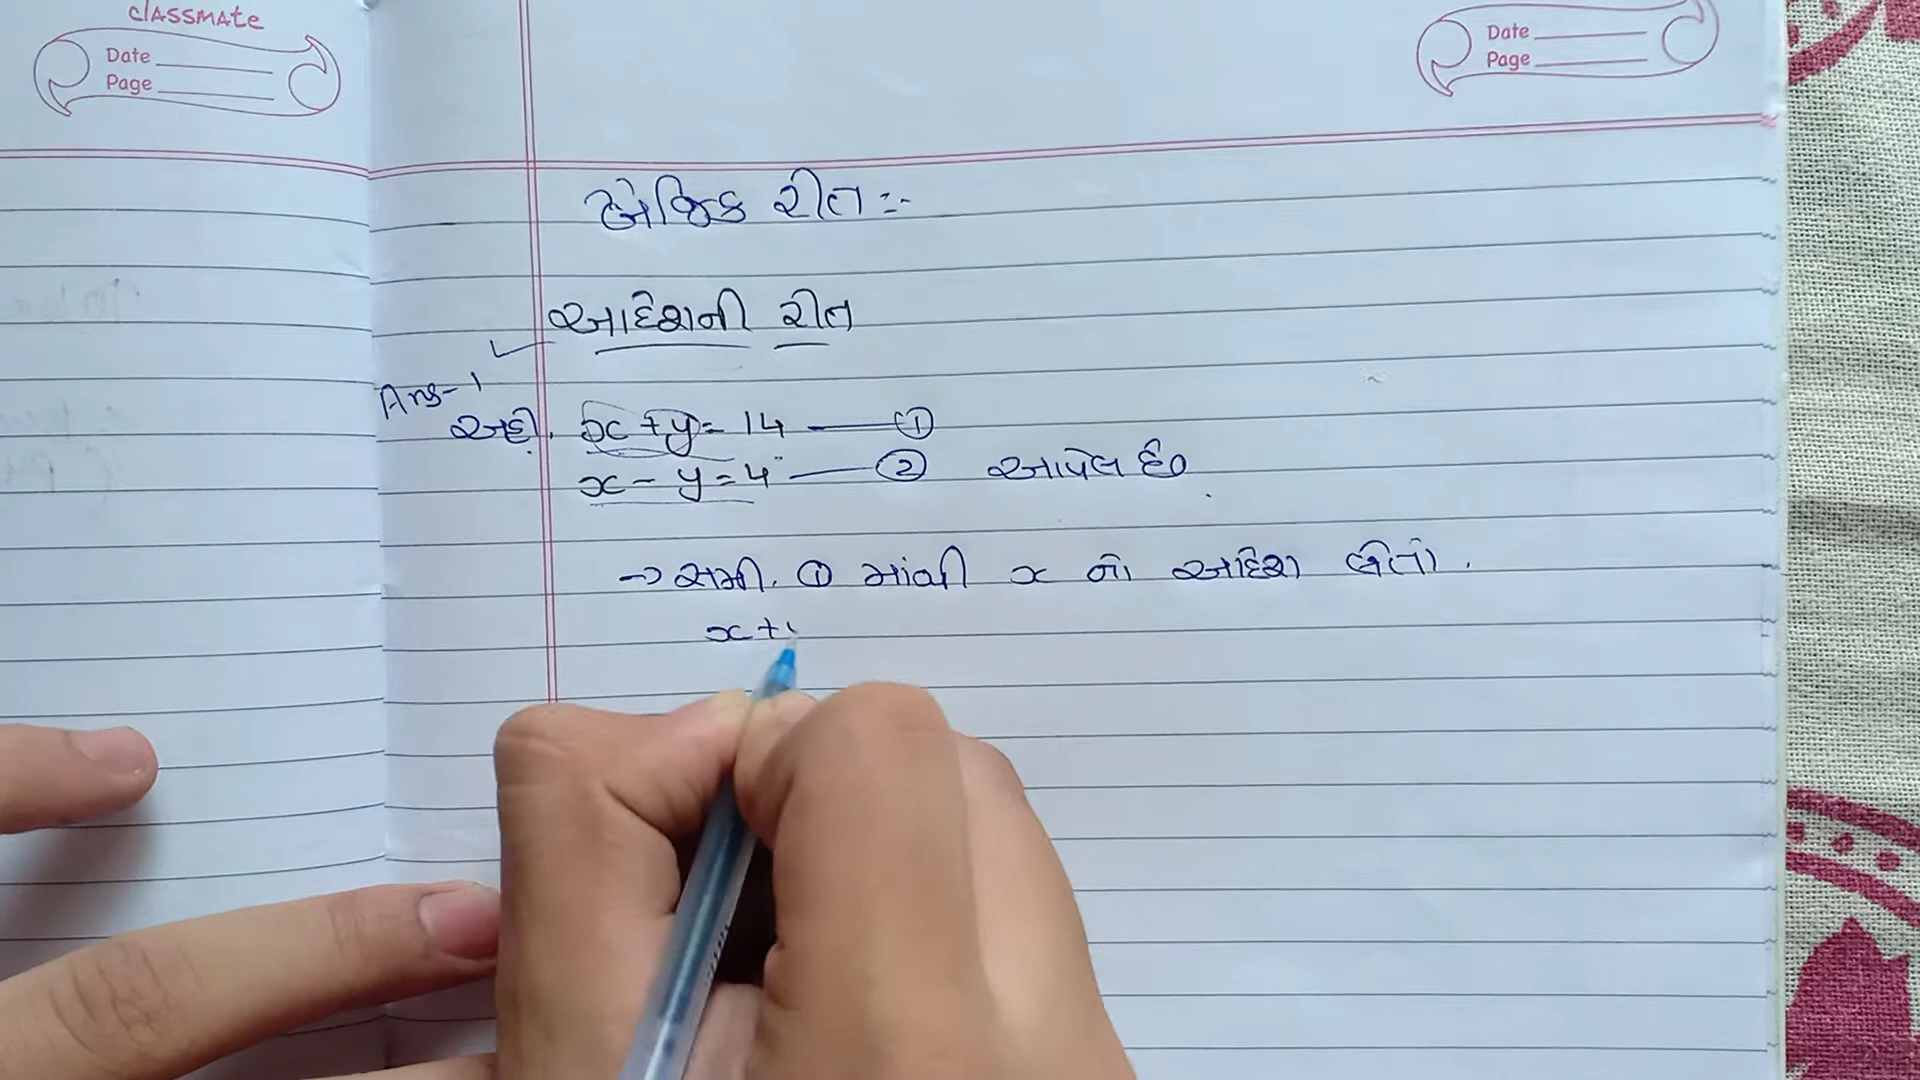 classmate
Date
Page
Date
Page
બૈજિક રીત :-
આદેશની રીત
Ans-1
અહીં. x + y = 14 — ①
x - y = 4 — ② આપેલ છે
→ સમી. ① માંથી x નો આદેશ લેતાં.
x +